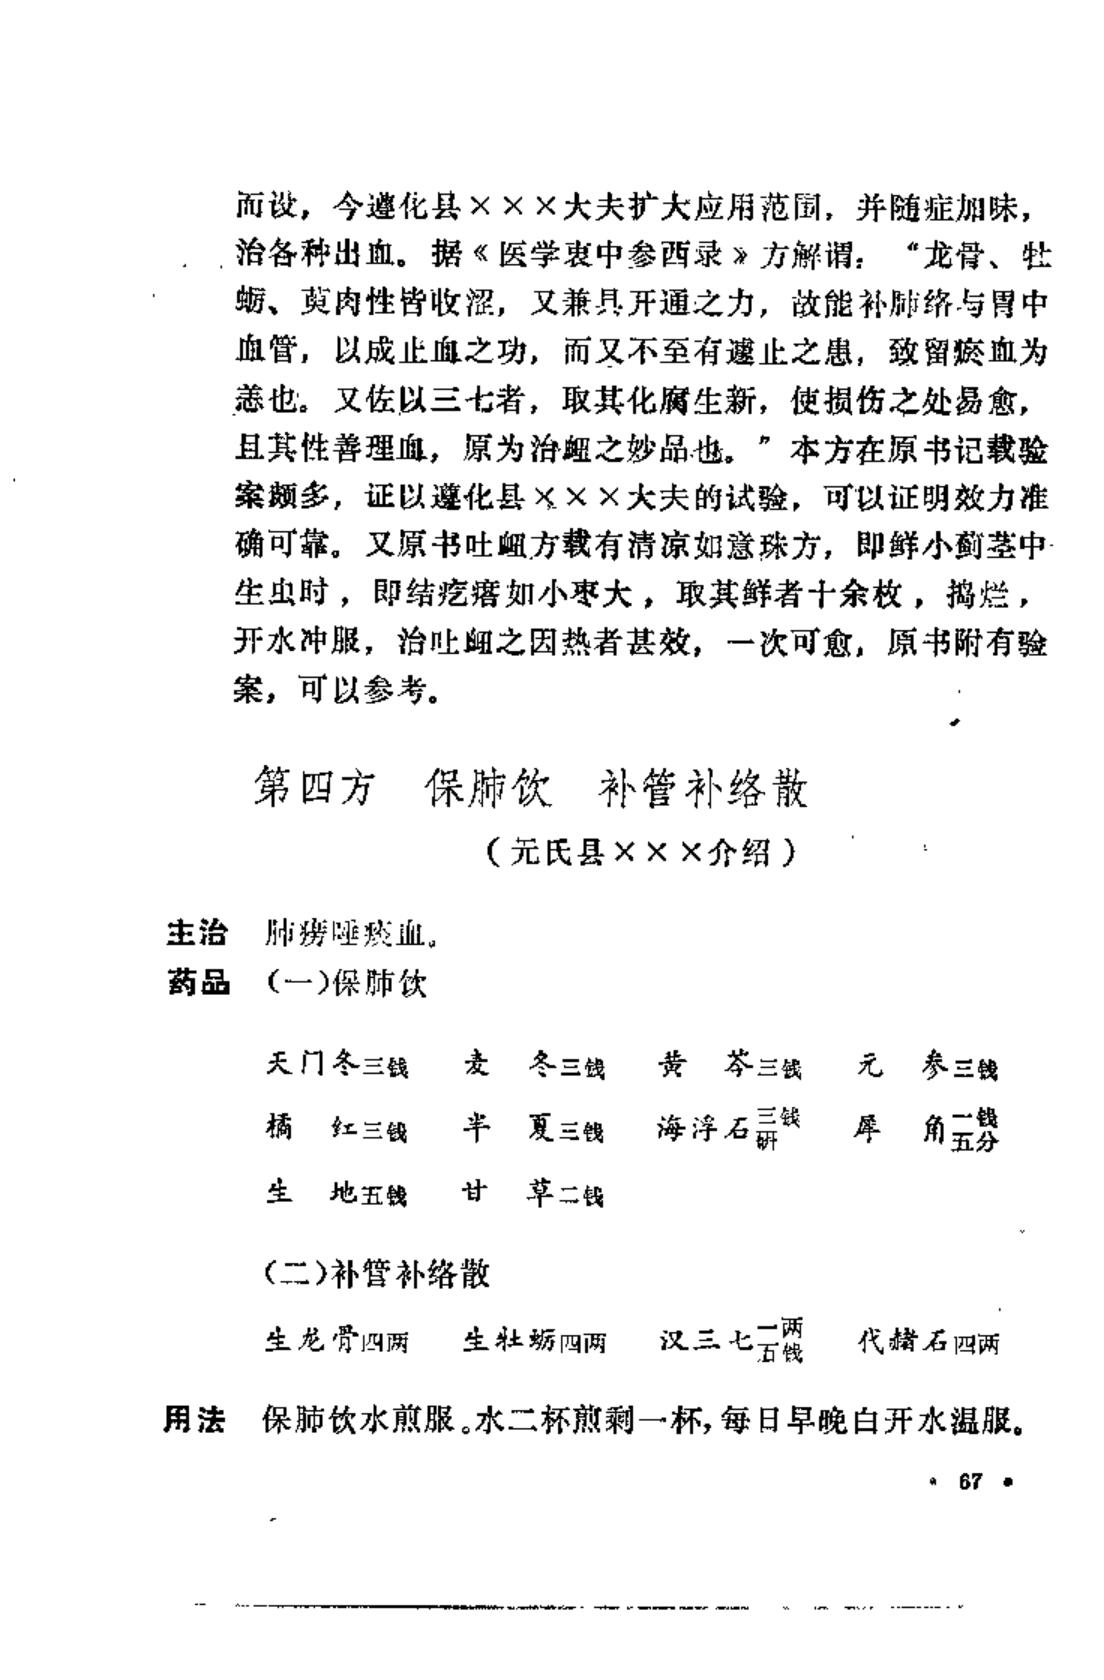 而设，今遵化县×××大夫扩大应用范围，并随症加味，
治各种出血。据《医学衷中参西录》方解谓：“龙骨、牡
蛎、萸肉性皆收涩，又兼具开通之力，故能补肺络与胃中
血管，以成止血之功，而又不至有遽止之患，致留瘀血为
恙也。又佐以三七者，取其化腐生新，使损伤之处易愈，
且其性善理血，原为治衄之妙品也。”本方在原书记载验
案颇多，证以遵化县×××大夫的试验，可以证明效力准
确可靠。又原书吐衄方载有清凉如意珠方，即鲜小蓟茎中
生虫时，即结疙瘩如小枣大，取其鲜者十余枚，捣烂，
开水冲服，治吐衄之因热者甚效，一次可愈，原书附有验
案，可以参考。
第四方 保肺饮 补管补络散
（元氏县×××介绍）
主治 肺痨唾痰血。
药品 （一）保肺饮
天门冬三钱 麦 冬三钱 黄 芩三钱 元 参三钱
橘 红三钱 半 夏三钱 海浮石三钱研 犀 角一钱五分
生 地五钱 甘 草二钱
（二）补管补络散
生龙骨四两 生牡蛎四两 汉三七一两五钱 代赭石四两
用法 保肺饮水煎服。水二杯煎剩一杯，每日早晚白开水温服。
• 67 •